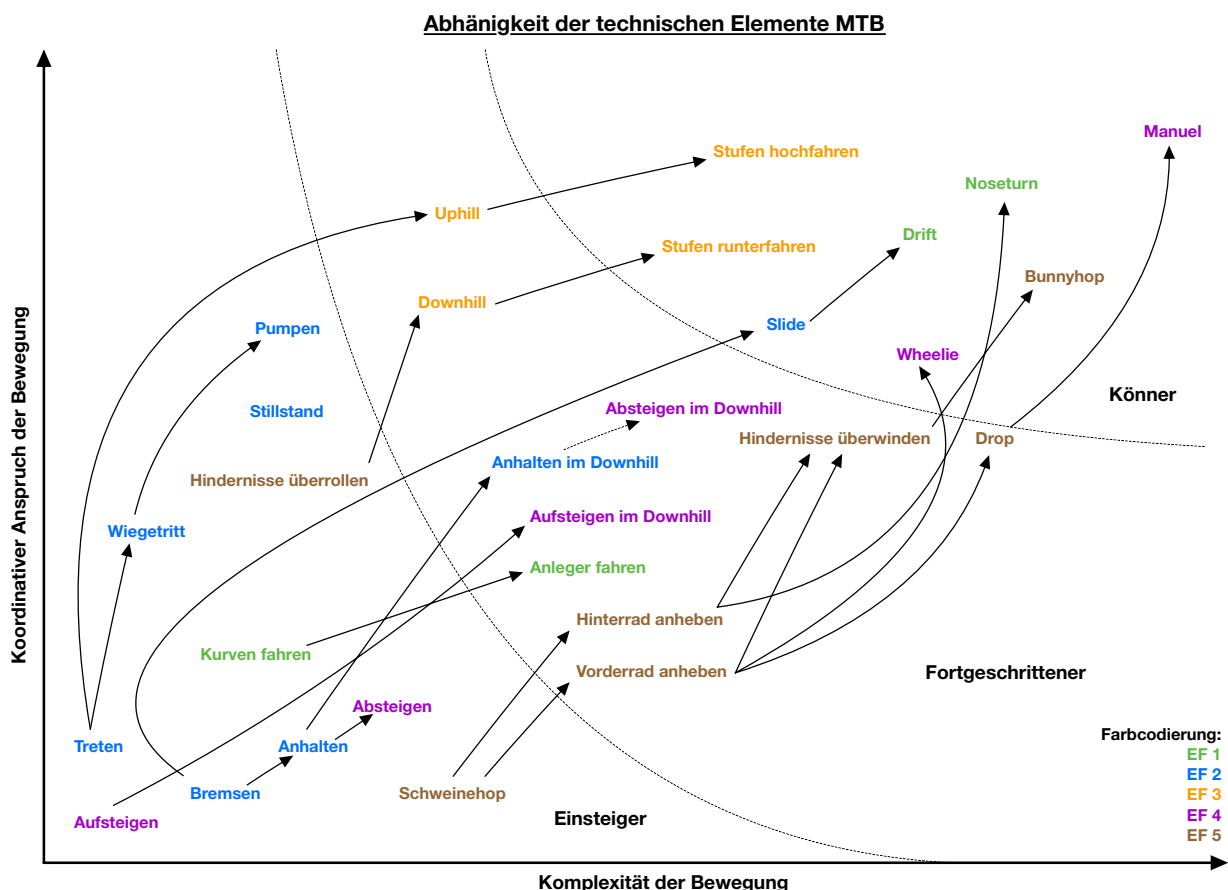 Abhängigkeit der technischen Elemente MTB
Manuel
Stufen hochfahren
Noseturn
Uphill
Drift
Stufen runterfahren
Bunnyhop
Downhill
Pumpen
Slide
Wheelie
Könner
Stillstand
Absteigen im Downhill
Hindernisse überwinden
Drop
Anhalten im Downhill
Hindernisse überrollen
Aufsteigen im Downhill
Wiegetritt
Anleger fahren
Hinterrad anheben
Kurven fahren
Vorderrad anheben
Fortgeschrittener
Absteigen
Treten
Anhalten
Bremsen
Schweinehop
Aufsteigen
Einsteiger
Farbcodierung:
EF 1
EF 2
EF 3
EF 4
EF 5
Koordinativer Anspruch der Bewegung
Komplexität der Bewegung